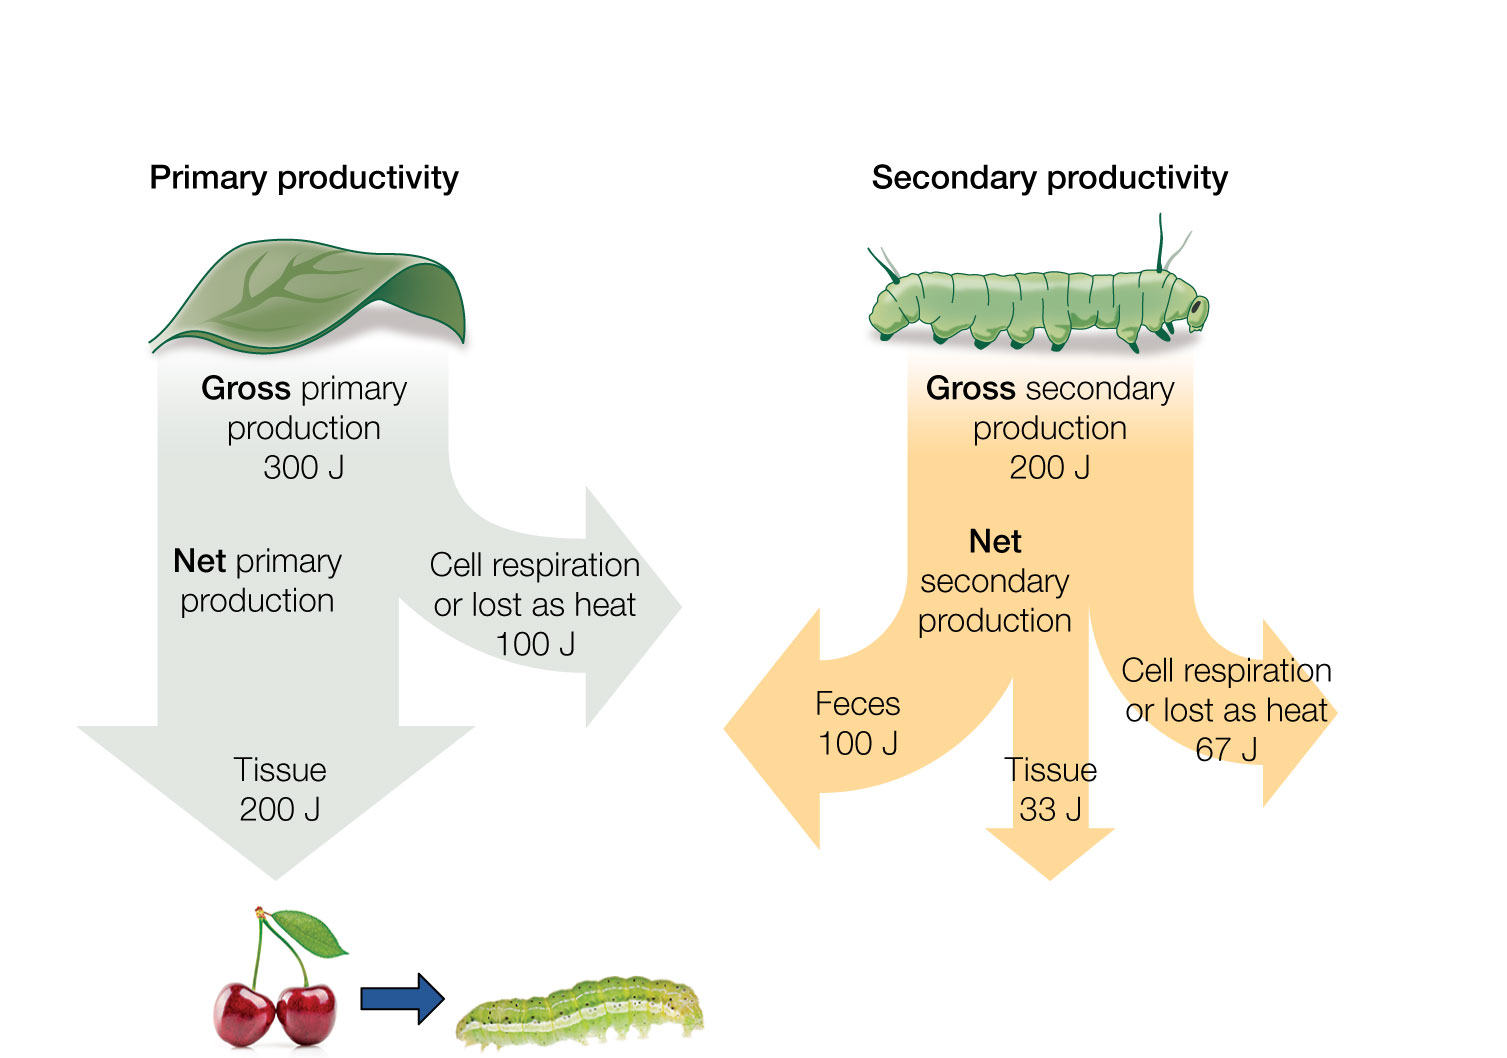 Primary productivity
Gross primary
production
300 J
Net primary
production
Cell respiration
or lost as heat
100 J
Tissue
200 J
Secondary productivity
Gross secondary
production
200 J
Net
secondary
production
Feces
100 J
Tissue
33 J
Cell respiration
or lost as heat
67 J